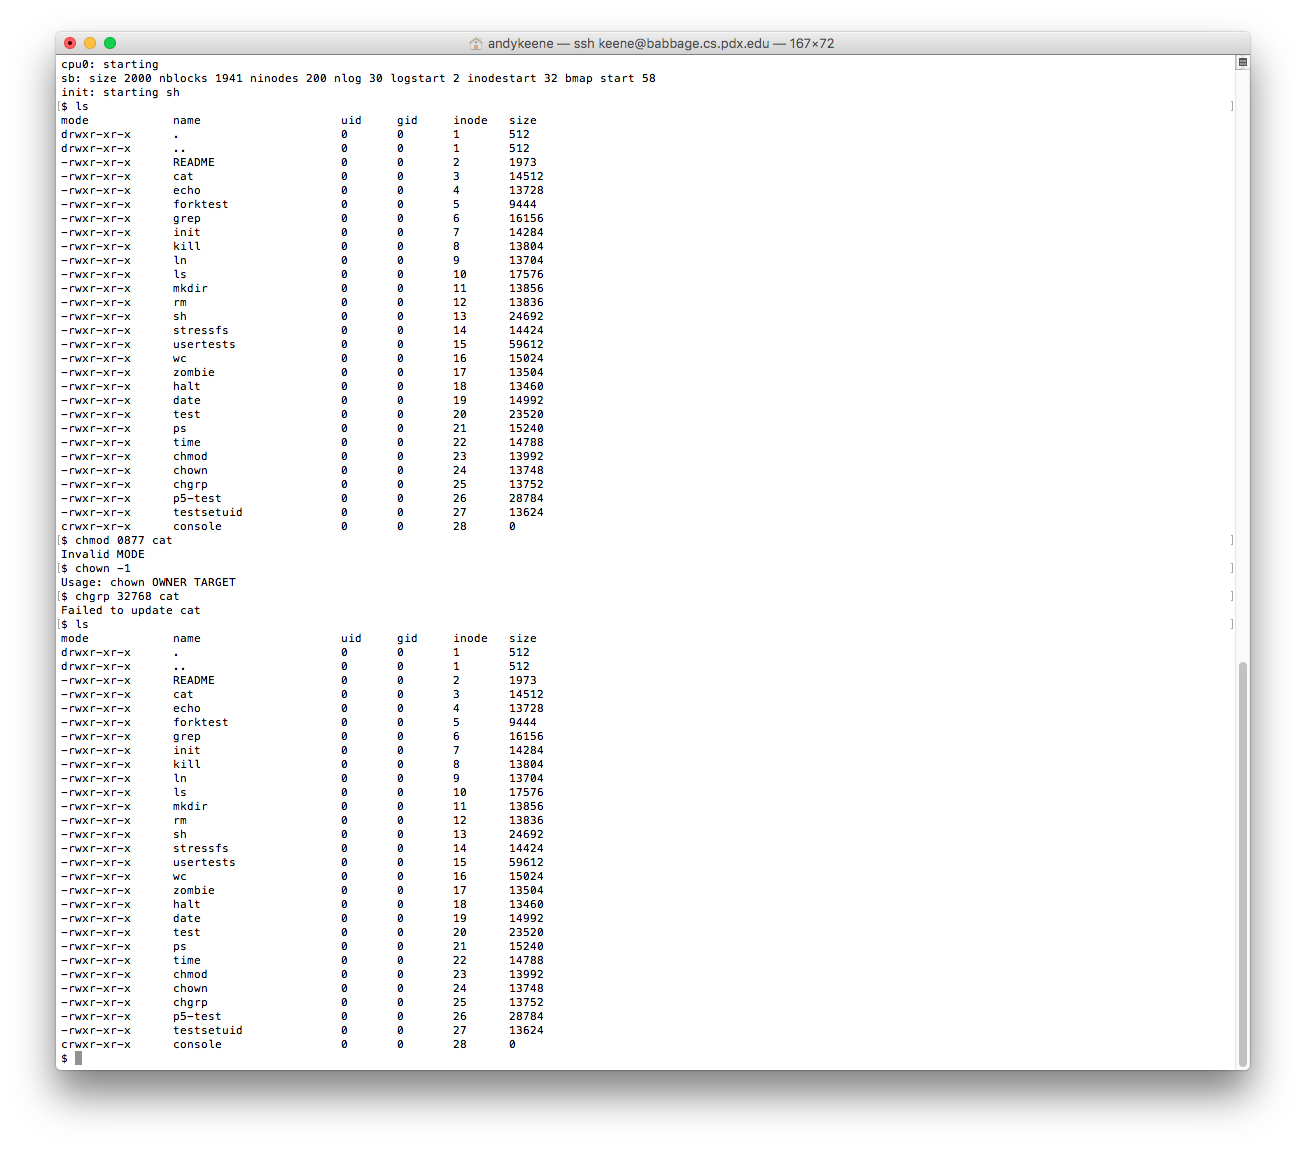 andykeene — ssh keene@babbage.cs.pdx.edu — 167×72
cpu0: starting
sb: size 2000 nblocks 1941 ninodes 200 nlog 30 logstart 2 inodestart 32 bmap start 58
init: starting sh
[$ ls ]
mode name uid gid inode size
drwxr-xr-x . 0 0 1 512
drwxr-xr-x .. 0 0 1 512
-rwxr-xr-x README 0 0 2 1973
-rwxr-xr-x cat 0 0 3 14512
-rwxr-xr-x echo 0 0 4 13728
-rwxr-xr-x forktest 0 0 5 9444
-rwxr-xr-x grep 0 0 6 16156
-rwxr-xr-x init 0 0 7 14284
-rwxr-xr-x kill 0 0 8 13804
-rwxr-xr-x ln 0 0 9 13704
-rwxr-xr-x ls 0 0 10 17576
-rwxr-xr-x mkdir 0 0 11 13856
-rwxr-xr-x rm 0 0 12 13836
-rwxr-xr-x sh 0 0 13 24692
-rwxr-xr-x stressfs 0 0 14 14424
-rwxr-xr-x usertests 0 0 15 59612
-rwxr-xr-x wc 0 0 16 15024
-rwxr-xr-x zombie 0 0 17 13504
-rwxr-xr-x halt 0 0 18 13460
-rwxr-xr-x date 0 0 19 14992
-rwxr-xr-x test 0 0 20 23520
-rwxr-xr-x ps 0 0 21 15240
-rwxr-xr-x time 0 0 22 14788
-rwxr-xr-x chmod 0 0 23 13992
-rwxr-xr-x chown 0 0 24 13748
-rwxr-xr-x chgrp 0 0 25 13752
-rwxr-xr-x p5-test 0 0 26 28784
-rwxr-xr-x testsetuid 0 0 27 13624
crwxr-xr-x console 0 0 28 0
[$ chmod 0877 cat ]
Invalid MODE
[$ chown -1 ]
Usage: chown OWNER TARGET
[$ chgrp 32768 cat ]
Failed to update cat
[$ ls ]
mode name uid gid inode size
drwxr-xr-x . 0 0 1 512
drwxr-xr-x .. 0 0 1 512
-rwxr-xr-x README 0 0 2 1973
-rwxr-xr-x cat 0 0 3 14512
-rwxr-xr-x echo 0 0 4 13728
-rwxr-xr-x forktest 0 0 5 9444
-rwxr-xr-x grep 0 0 6 16156
-rwxr-xr-x init 0 0 7 14284
-rwxr-xr-x kill 0 0 8 13804
-rwxr-xr-x ln 0 0 9 13704
-rwxr-xr-x ls 0 0 10 17576
-rwxr-xr-x mkdir 0 0 11 13856
-rwxr-xr-x rm 0 0 12 13836
-rwxr-xr-x sh 0 0 13 24692
-rwxr-xr-x stressfs 0 0 14 14424
-rwxr-xr-x usertests 0 0 15 59612
-rwxr-xr-x wc 0 0 16 15024
-rwxr-xr-x zombie 0 0 17 13504
-rwxr-xr-x halt 0 0 18 13460
-rwxr-xr-x date 0 0 19 14992
-rwxr-xr-x test 0 0 20 23520
-rwxr-xr-x ps 0 0 21 15240
-rwxr-xr-x time 0 0 22 14788
-rwxr-xr-x chmod 0 0 23 13992
-rwxr-xr-x chown 0 0 24 13748
-rwxr-xr-x chgrp 0 0 25 13752
-rwxr-xr-x p5-test 0 0 26 28784
-rwxr-xr-x testsetuid 0 0 27 13624
crwxr-xr-x console 0 0 28 0
$